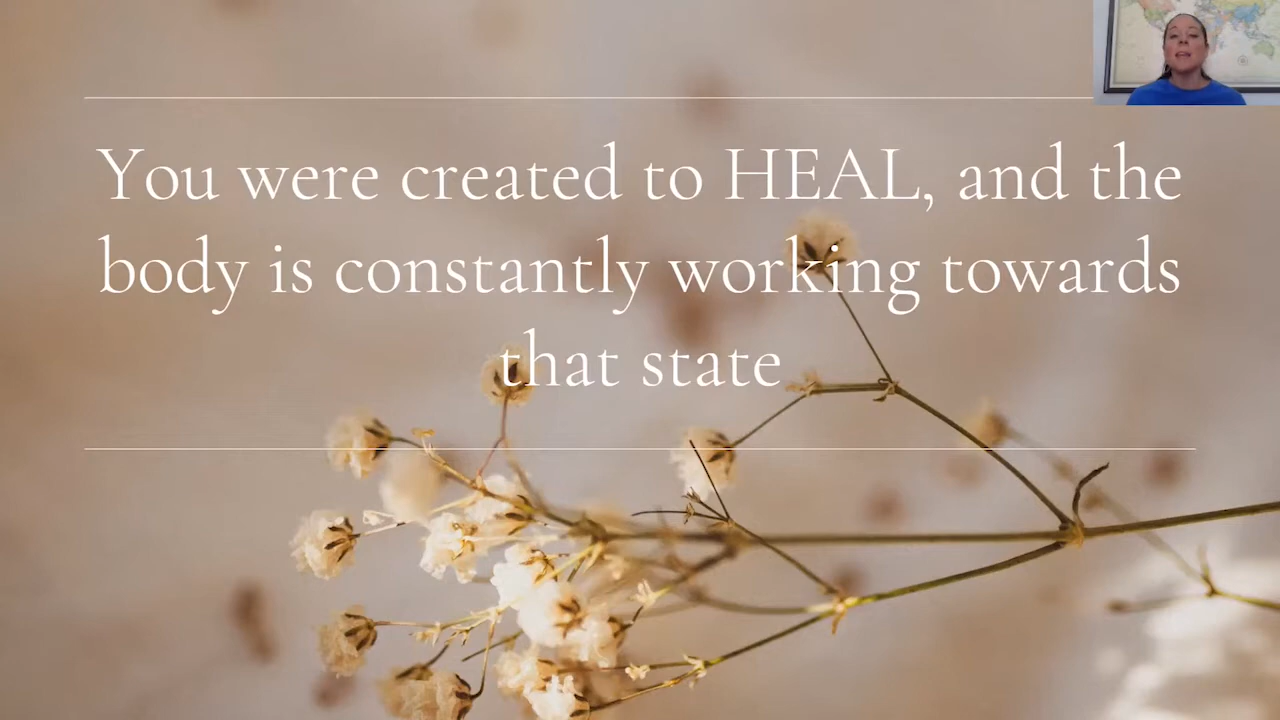 You were created to HEAL, and the
body is constantly working towards
that state